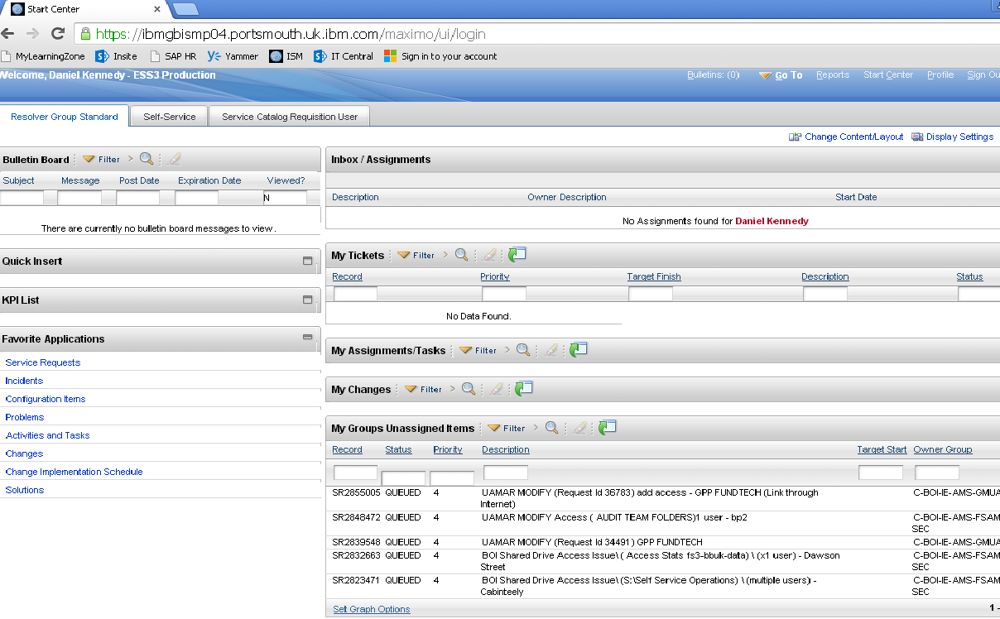 Start Center
https://ibmgbismp04.portsmouth.uk.ibm.com/maximo/ui/login
MyLearningZone Insite SAP HR Yammer ISM IT Central Sign in to your account
Welcome, Daniel Kennedy - ESS3 Production Bulletins: (0) Go To Reports Start Center Profile Sign Ou
Resolver Group Standard Self-Service Service Catalog Requisition User
Change Content/Layout Display Settings
Bulletin Board Filter
Subject Message Post Date Expiration Date Viewed?
N
There are currently no bulletin board messages to view.
Quick Insert
KPI List
Favorite Applications
Service Requests
Incidents
Configuration Items
Problems
Activities and Tasks
Changes
Change Implementation Schedule
Solutions
Inbox / Assignments
Description Owner Description Start Date
No Assignments found for Daniel Kennedy
My Tickets Filter
Record Priority Target Finish Description Status
No Data Found.
My Assignments/Tasks Filter
My Changes Filter
My Groups Unassigned Items Filter
Record Status Priority Description Target Start Owner Group
SR2855005 QUEUED 4 UAMAR MODIFY (Request Id 36783) add access - GPP FUNDTECH (Link through C-BOI-IE-AMS-GMUA
Internet)
SR2848472 QUEUED 4 UAMAR MODIFY Access ( AUDIT TEAM FOLDERS)1 user - bp2 C-BOI-IE-AMS-FSAM
SEC
SR2839548 QUEUED 4 UAMAR MODIFY (Request Id 34491) GPP FUNDTECH C-BOI-IE-AMS-GMUA
SR2832663 QUEUED 4 BOI Shared Drive Access Issue\ ( Access Stats fs3-bbuk-data) \ (x1 user) - Dawson C-BOI-IE-AMS-FSAM
Street SEC
SR2823471 QUEUED 4 BOI Shared Drive Access Issue\ (S:\Self Service Operations) \ (multiple users) - C-BOI-IE-AMS-FSAM
Cabinteely SEC
Set Graph Options 1 -